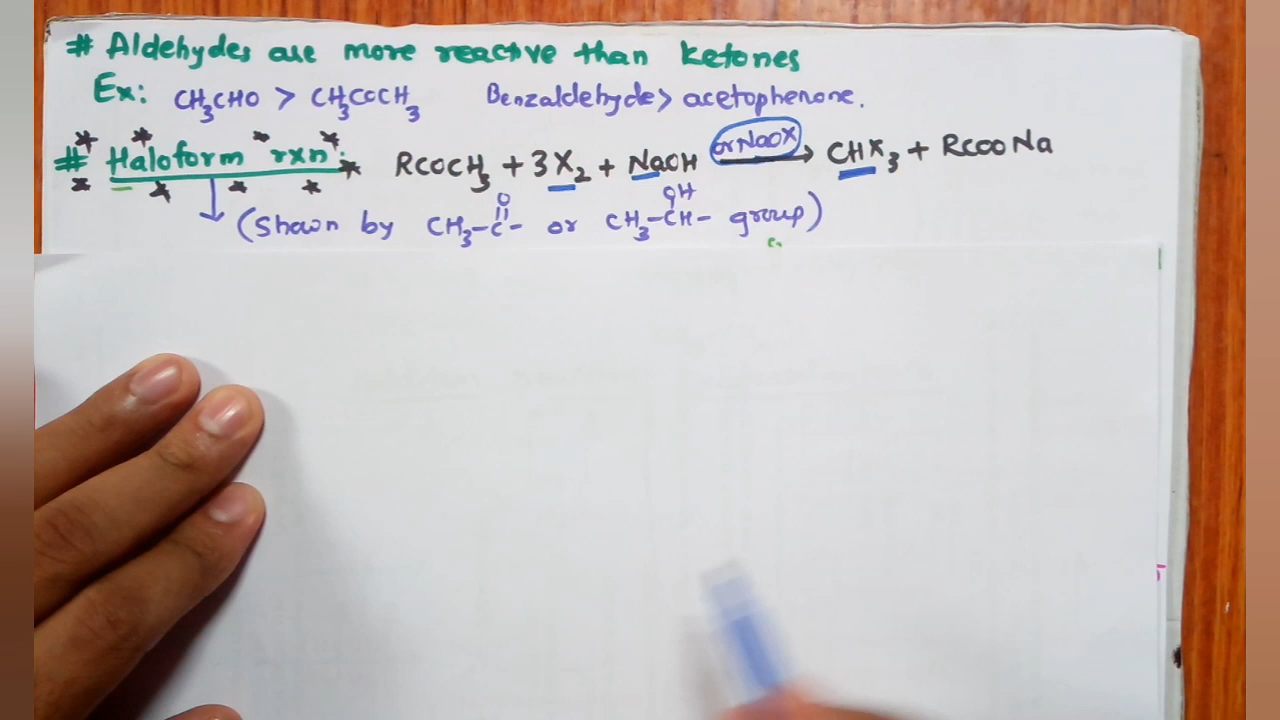 # Aldehydes are more reactive than ketones
Ex: CH₃CHO > CH₃COCH₃ Benzaldehyde > acetophenone.
# Haloform rxn: RCOCH₃ + 3X₂ + NaOH (or NaOX) → CHX₃ + RCOONa
(Shown by CH₃-C(=O)- or CH₃-CH(OH)- group)